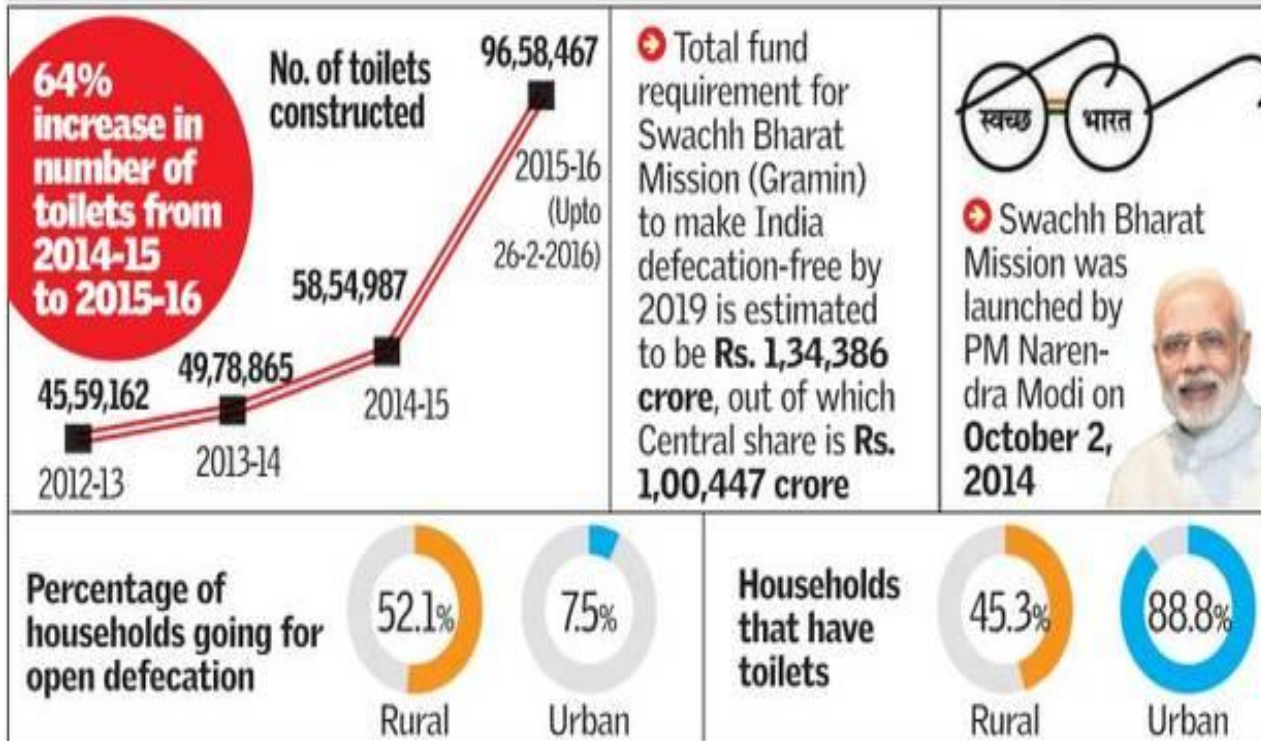 64%
increase in
number of
toilets from
2014-15
to 2015-16
No. of toilets
constructed
45,59,162
2012-13
49,78,865
2013-14
58,54,987
2014-15
96,58,467
2015-16
(Upto
26-2-2016)
Total fund
requirement for
Swachh Bharat
Mission (Gramin)
to make India
defecation-free by
2019 is estimated
to be Rs. 1,34,386
crore, out of which
Central share is Rs.
1,00,447 crore
स्वच्छ भारत
Swachh Bharat
Mission was
launched by
PM Naren-
dra Modi on
October 2,
2014
Percentage of
households going for
open defecation
52.1%
Rural
7.5%
Urban
Households
that have
toilets
45.3%
Rural
88.8%
Urban